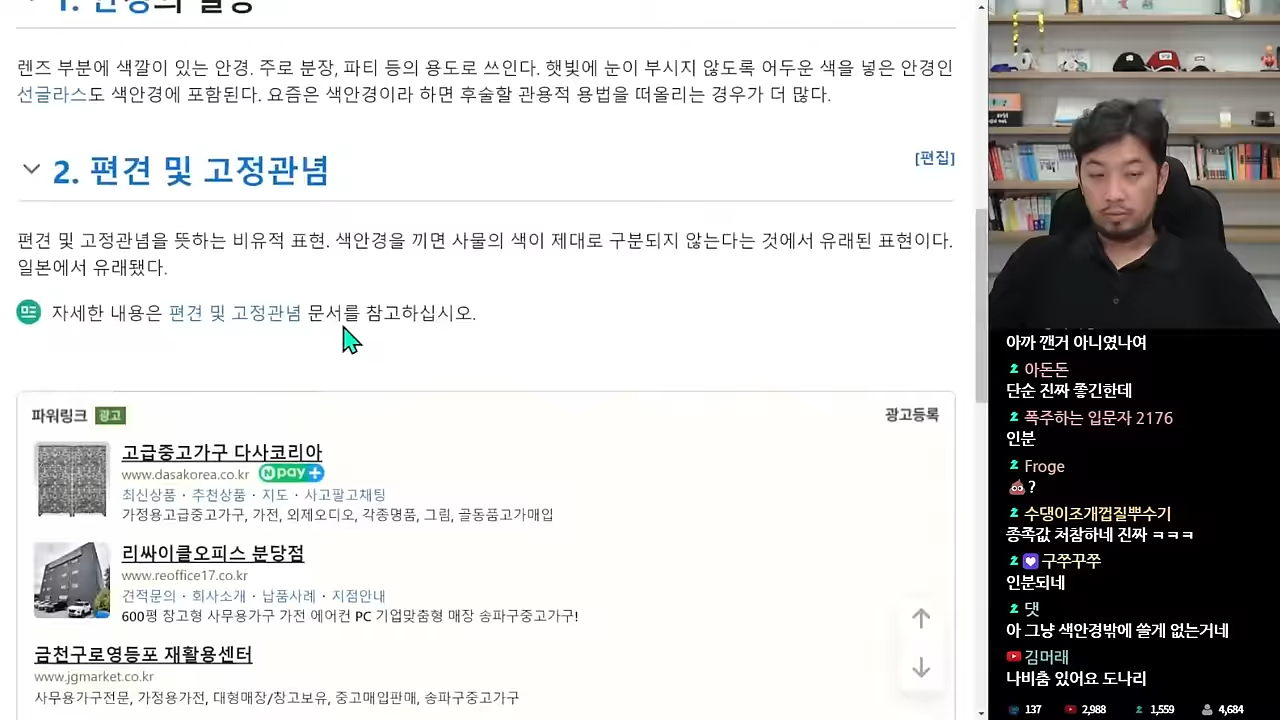 1. 안경의 일종
렌즈 부분에 색깔이 있는 안경. 주로 분장, 파티 등의 용도로 쓰인다. 햇빛에 눈이 부시지 않도록 어두운 색을 넣은 안경인
선글라스도 색안경에 포함된다. 요즘은 색안경이라 하면 후술할 관용적 용법을 떠올리는 경우가 더 많다.
2. 편견 및 고정관념
[편집]
편견 및 고정관념을 뜻하는 비유적 표현. 색안경을 끼면 사물의 색이 제대로 구분되지 않는다는 것에서 유래된 표현이다.
일본에서 유래됐다.
자세한 내용은 편견 및 고정관념 문서를 참고하십시오.
파워링크 광고
광고등록
고급중고가구 다사코리아
www.dasakorea.co.kr N pay +
최신상품 · 추천상품 · 지도 · 사고팔고채팅
가정용고급중고가구, 가전, 외제오디오, 각종명품, 그림, 골동품고가매입
리싸이클오피스 분당점
www.reoffice17.co.kr
견적문의 · 회사소개 · 납품사례 · 지점안내
600평 창고형 사무용가구 가전 에어컨 PC 기업맞춤형 매장 송파구중고가구!
금천구로영등포 재활용센터
www.jgmarket.co.kr
사무용가구전문, 가정용가전, 대형매장/창고보유, 중고매입판매, 송파구중고가구
아까 깬거 아니였나여
아돈돈
단순 진짜 좋긴한데
폭주하는 입문자 2176
인분
Froge
💩?
수댕이조개껍질뿌수기
종족값 처참하네 진짜 ㅋㅋㅋ
구쭈꾸쭈
인분되네
댓
아 그냥 색안경밖에 쓸게 없는거네
김머래
나비춤 있어요 도나리
137 2,988 1,559 4,684